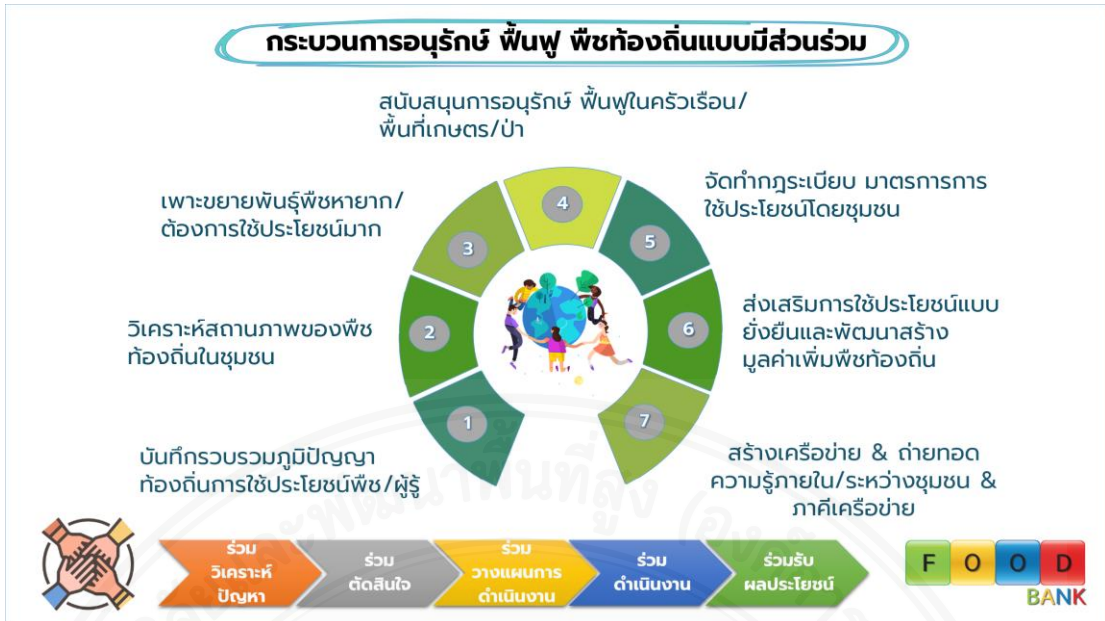 กระบวนการอนุรักษ์ ฟื้นฟู พืชท้องถิ่นแบบมีส่วนร่วม
สนับสนุนการอนุรักษ์ ฟื้นฟูในครัวเรือน/
พื้นที่เกษตร/ป่า
เพาะขยายพันธุ์พืชหายาก/
ต้องการใช้ประโยชน์มาก
จัดทำกฎระเบียบ มาตรการการ
ใช้ประโยชน์โดยชุมชน
วิเคราะห์สถานภาพของพืช
ท้องถิ่นในชุมชน
ส่งเสริมการใช้ประโยชน์แบบ
ยั่งยืนและพัฒนาสร้าง
มูลค่าเพิ่มพืชท้องถิ่น
บันทึกรวบรวมภูมิปัญญา
ท้องถิ่นการใช้ประโยชน์พืช/ผู้รู้
สร้างเครือข่าย & ถ่ายทอด
ความรู้ภายใน/ระหว่างชุมชน &
ภาคีเครือข่าย
1
2
3
4
5
6
7
ร่วม
วิเคราะห์
ปัญหา
ร่วม
ตัดสินใจ
ร่วม
วางแผนการ
ดำเนินงาน
ร่วม
ดำเนินงาน
ร่วมรับ
ผลประโยชน์
FOOD
BANK